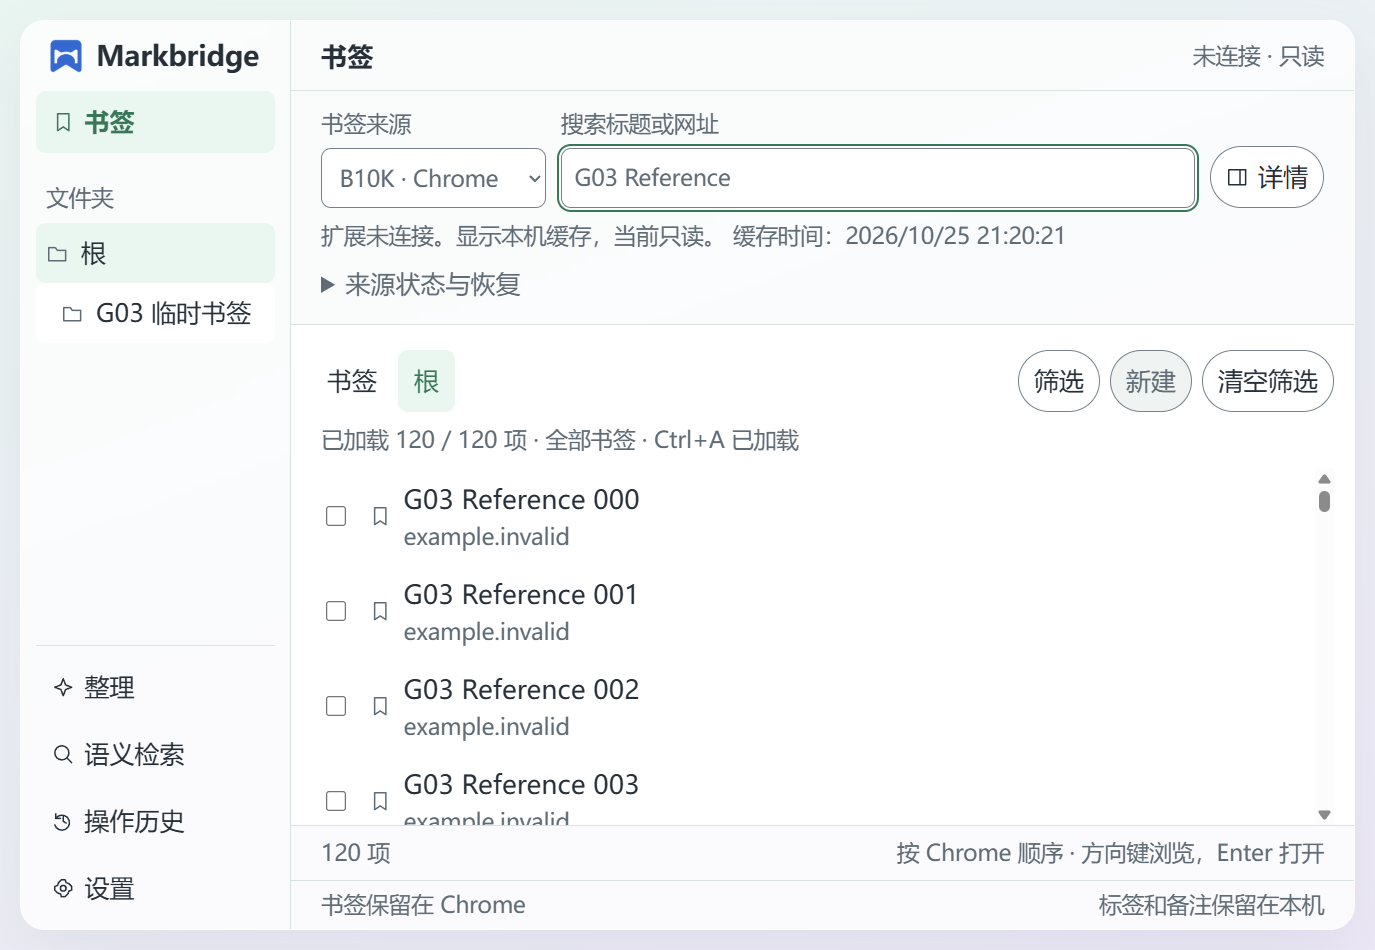 Markbridge
书签
文件夹
根
G03 临时书签
整理
语义检索
操作历史
设置
书签
未连接 · 只读
书签来源
搜索标题或网址
B10K · Chrome
G03 Reference
详情
扩展未连接。显示本机缓存，当前只读。 缓存时间：2026/10/25 21:20:21
来源状态与恢复
书签 根
筛选 新建 清空筛选
已加载 120 / 120 项 · 全部书签 · Ctrl+A 已加载
G03 Reference 000
example.invalid
G03 Reference 001
example.invalid
G03 Reference 002
example.invalid
G03 Reference 003
example.invalid
120 项
按 Chrome 顺序 · 方向键浏览，Enter 打开
书签保留在 Chrome
标签和备注保留在本机